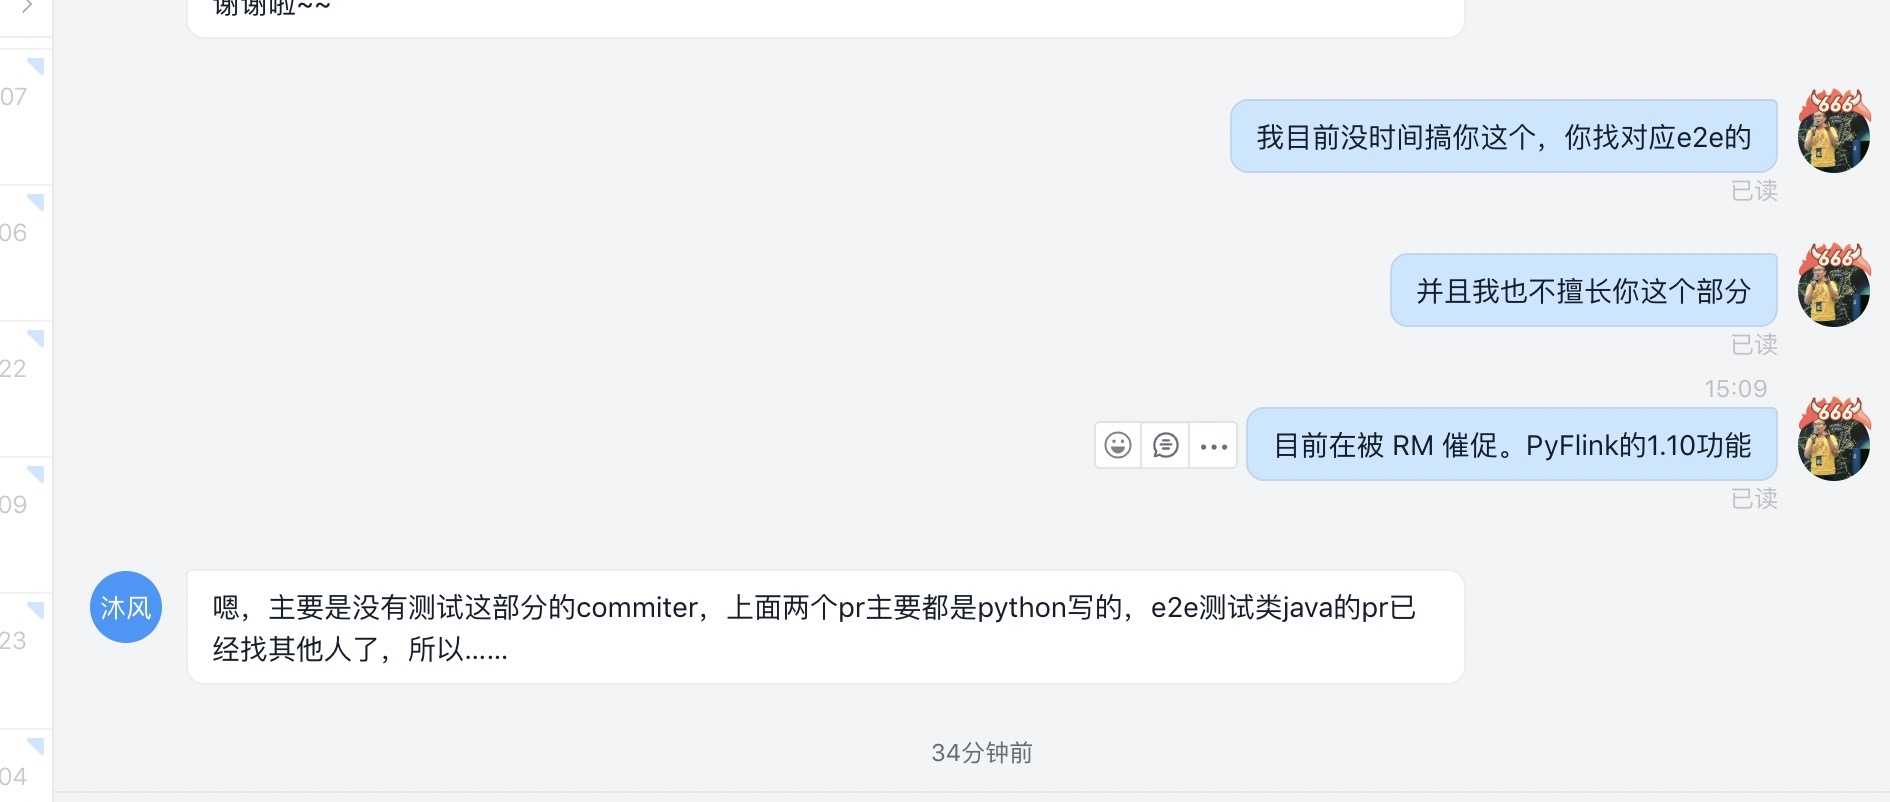 谢谢啦~~
07
666
我目前没时间搞你这个，你找对应e2e的
已读
06
666
并且我也不擅长你这个部分
已读
22
15:09
666
目前在被 RM 催促。PyFlink的1.10功能
已读
09
沐风
嗯，主要是没有测试这部分的commiter，上面两个pr主要都是python写的，e2e测试类java的pr已
经找其他人了，所以......
23
34分钟前
04